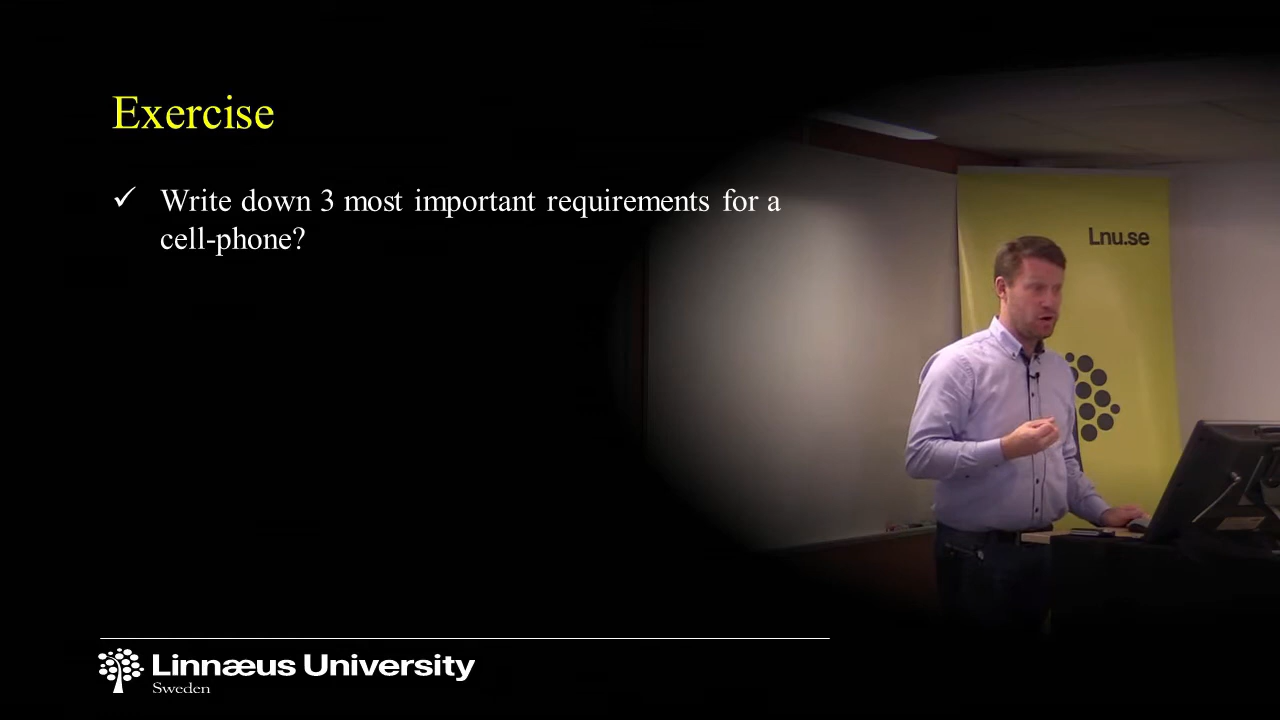 Exercise
✓ Write down 3 most important requirements for a
cell-phone?
Lnu.se
Linnæus University
Sweden